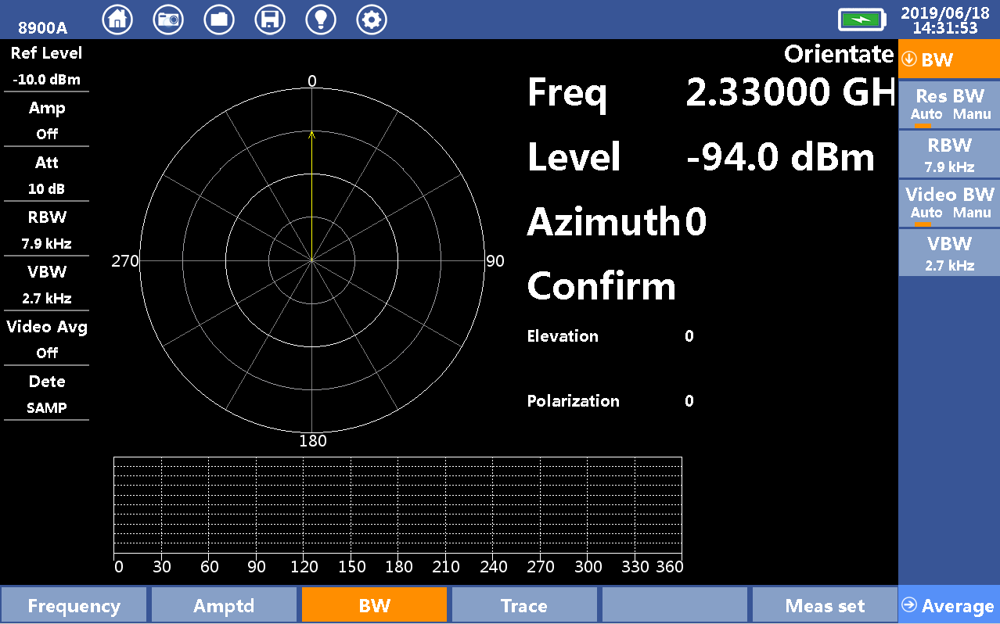 8900A
2019/06/18
14:31:53
Ref Level
-10.0 dBm
Amp
Off
Att
10 dB
RBW
7.9 kHz
VBW
2.7 kHz
Video Avg
Off
Dete
SAMP
0
90
180
270
Orientate
Freq 2.33000 GH
Level -94.0 dBm
Azimuth 0
Confirm
Elevation 0
Polarization 0
0 30 60 90 120 150 180 210 240 270 300 330 360
BW
Res BW
Auto Manu
RBW
7.9 kHz
Video BW
Auto Manu
VBW
2.7 kHz
Frequency Amptd BW Trace Meas set Average